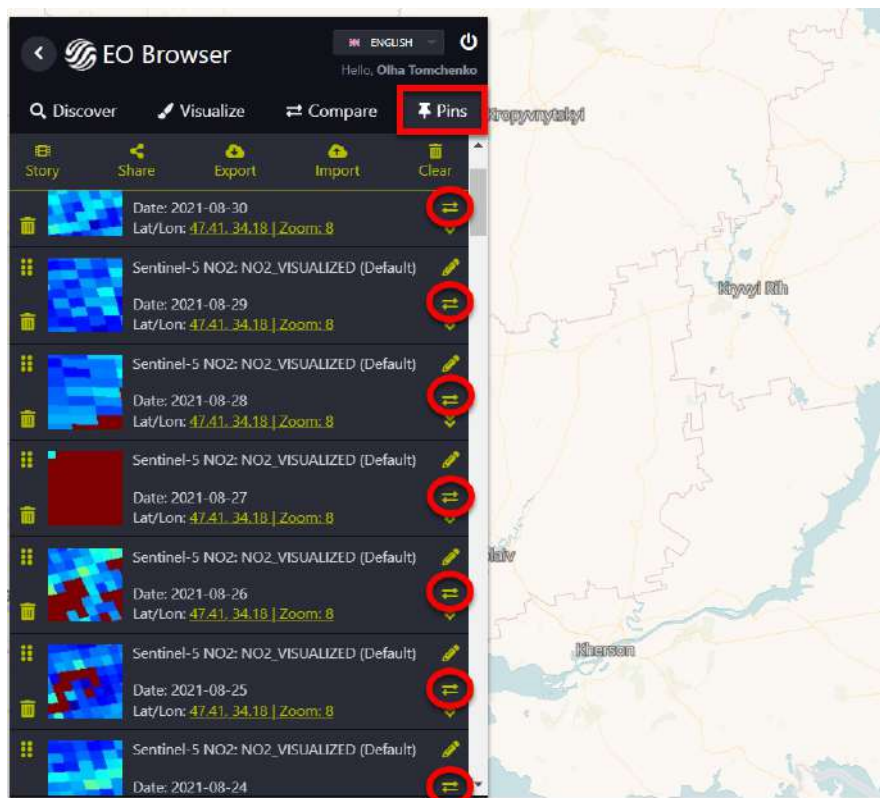 EO Browser
ENGLISH
Hello, Olha Tomchenko
Discover
Visualize
Compare
Pins
Story
Share
Export
Import
Clear
Date: 2021-08-30
Lat/Lon: 47.41, 34.18 | Zoom: 8
Sentinel-5 NO2: NO2_VISUALIZED (Default)
Date: 2021-08-29
Lat/Lon: 47.41, 34.18 | Zoom: 8
Sentinel-5 NO2: NO2_VISUALIZED (Default)
Date: 2021-08-28
Lat/Lon: 47.41, 34.18 | Zoom: 8
Sentinel-5 NO2: NO2_VISUALIZED (Default)
Date: 2021-08-27
Lat/Lon: 47.41, 34.18 | Zoom: 8
Sentinel-5 NO2: NO2_VISUALIZED (Default)
Date: 2021-08-26
Lat/Lon: 47.41, 34.18 | Zoom: 8
Sentinel-5 NO2: NO2_VISUALIZED (Default)
Date: 2021-08-25
Lat/Lon: 47.41, 34.18 | Zoom: 8
Sentinel-5 NO2: NO2_VISUALIZED (Default)
Date: 2021-08-24
Kropyvnytskyi
Kryvyi Rih
laiv
Kherson